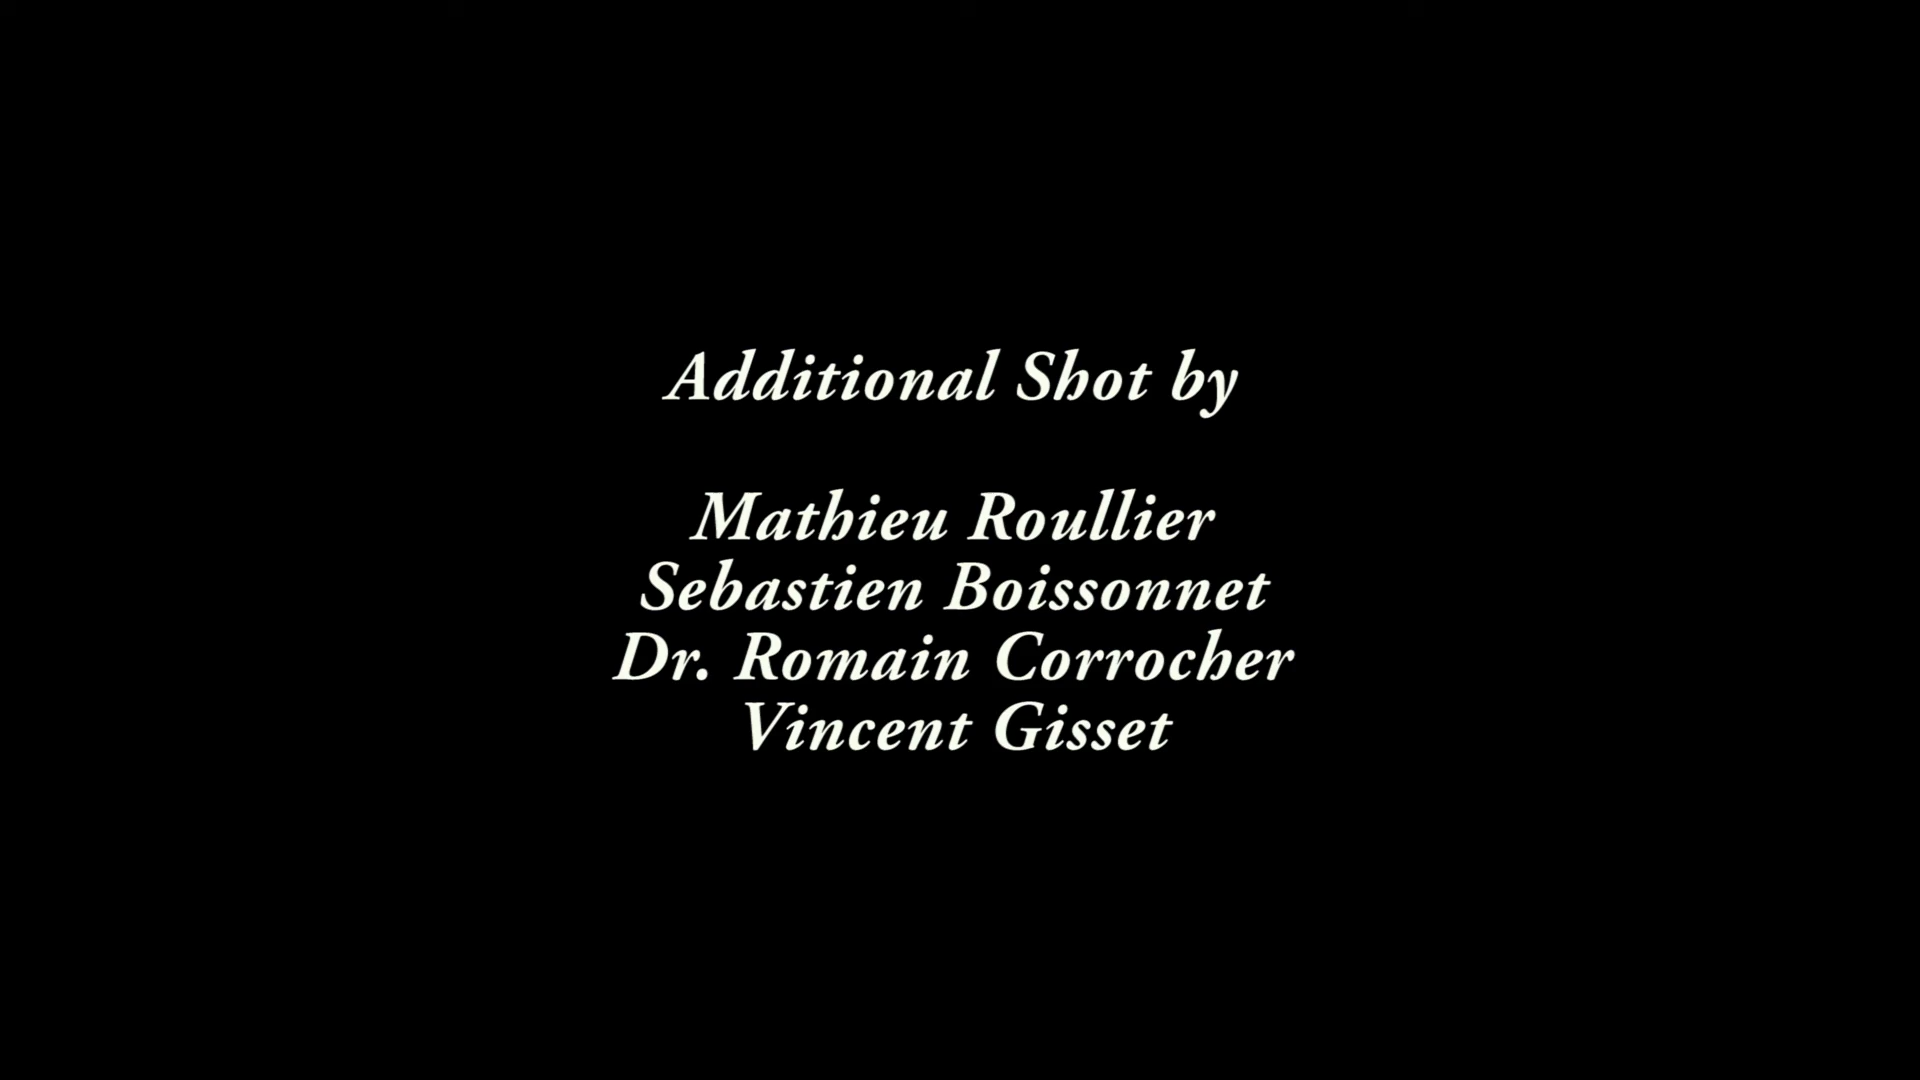 Additional Shot by
Mathieu Roullier
Sebastien Boissonnet
Dr. Romain Corrocher
Vincent Gisset